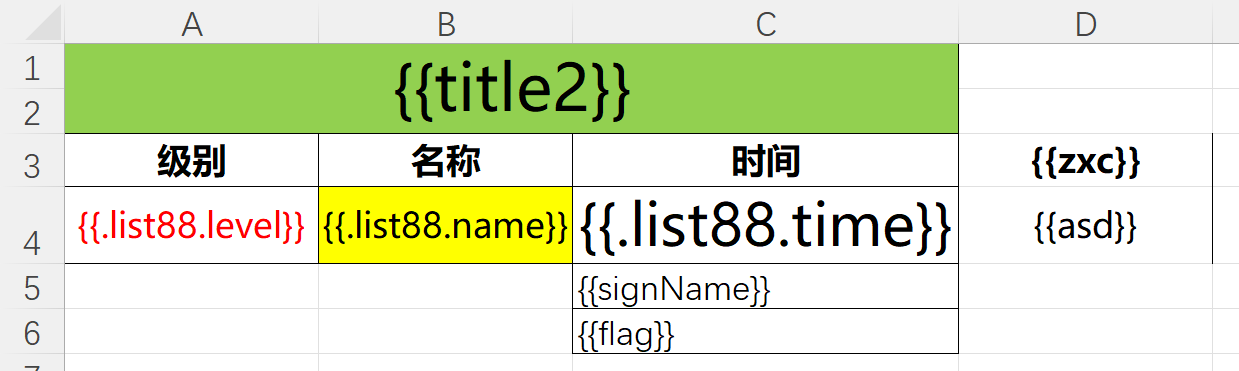 A B C D
1 {{title2}}
2
3 级别 名称 时间 {{zxc}}
4 {{.list88.level}} {{.list88.name}} {{.list88.time}} {{asd}}
5 {{signName}}
6 {{flag}}